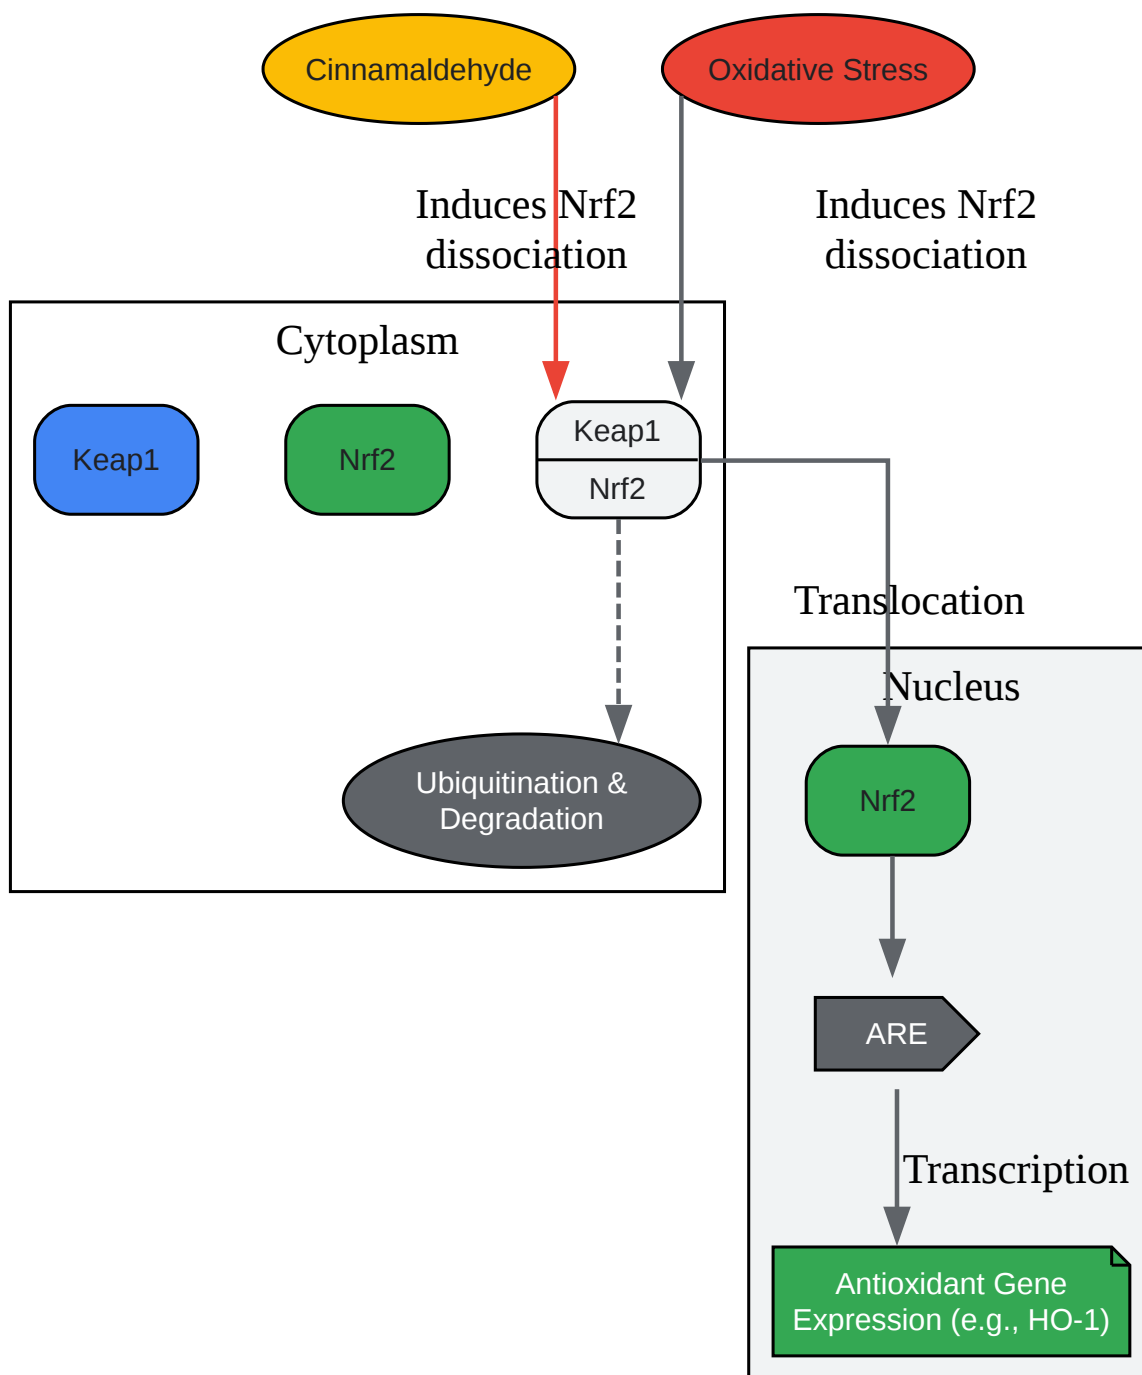 Cinnamaldehyde
Oxidative Stress
Induces Nrf2
dissociation
Induces Nrf2
dissociation
Cytoplasm
Keap1
Nrf2
Keap1
Nrf2
Translocation
Nucleus
Ubiquitination &
Degradation
Nrf2
ARE
Transcription
Antioxidant Gene
Expression (e.g., HO-1)